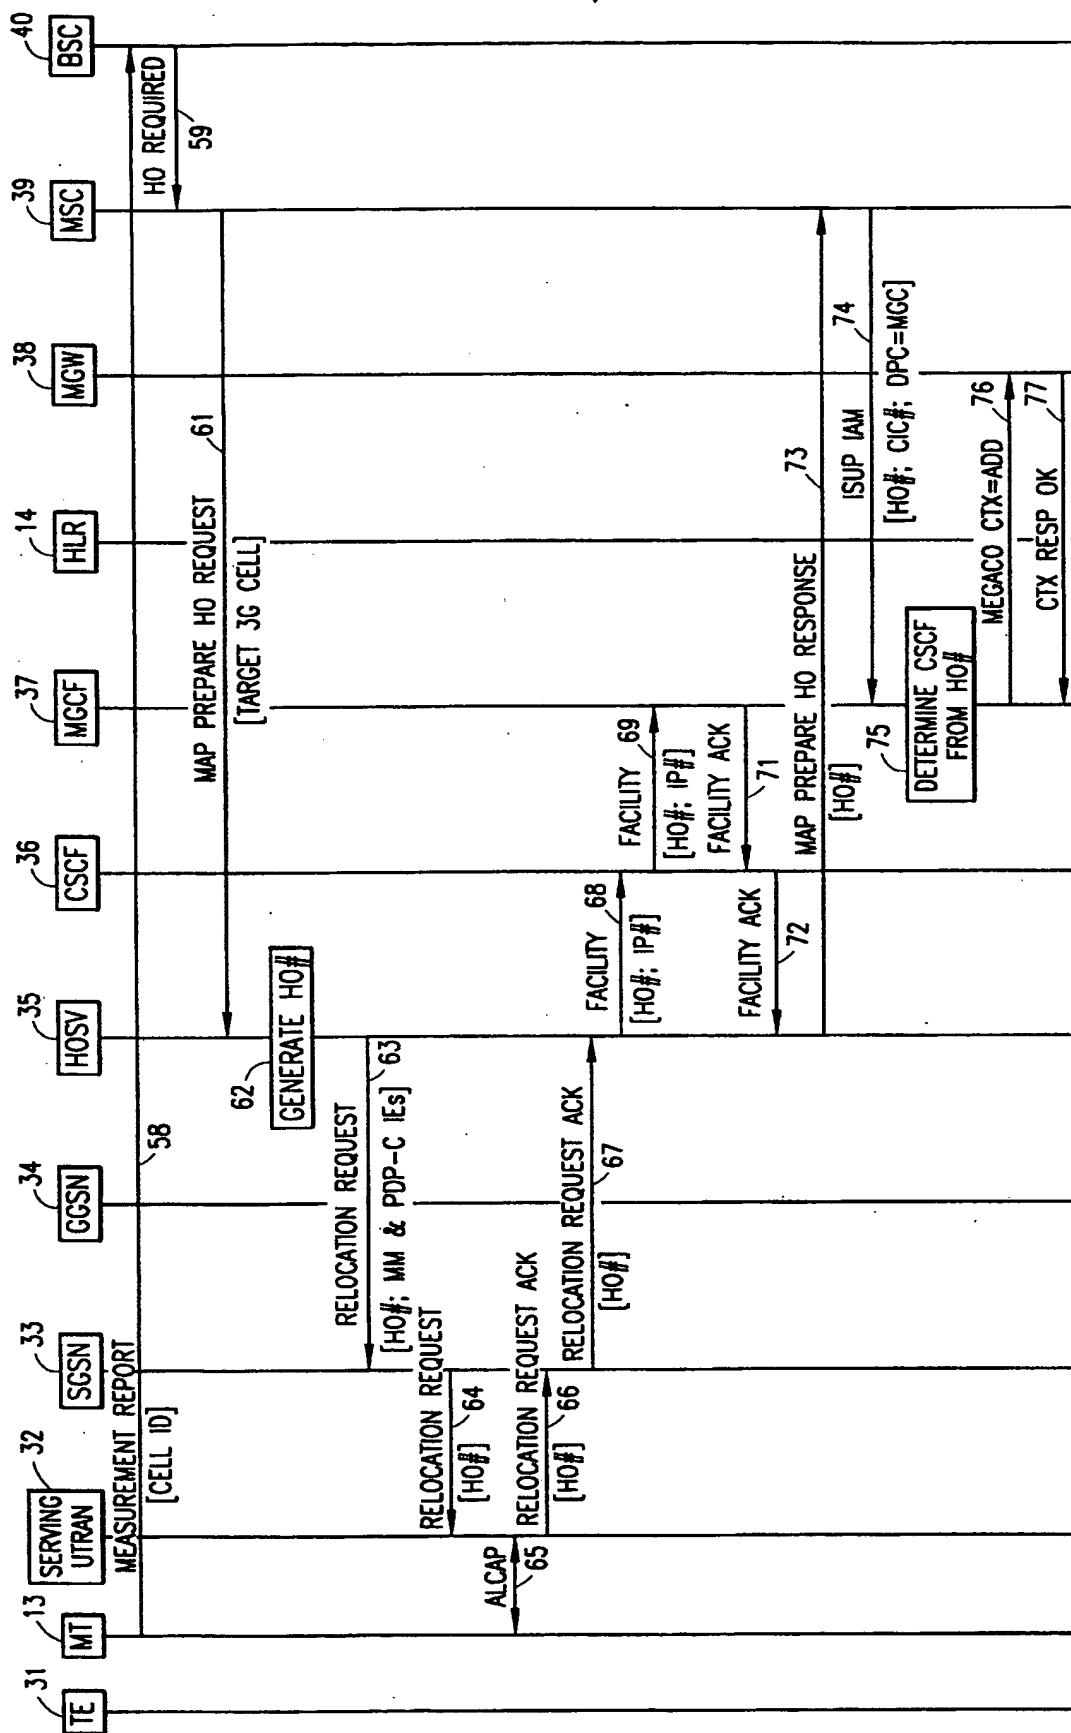 31
TE
13
MT
32
SERVING
UTRAN
33
SGSN
34
GGSN
35
HOSV
36
CSCF
37
MGCF
14
HLR
38
MGW
39
MSC
40
BSC
MEASUREMENT REPORT
[CELL ID]
58
HO REQUIRED
59
MAP PREPARE HO REQUEST
61
[TARGET 3G CELL]
62
GENERATE HO#
RELOCATION REQUEST
63
[HO#; MM & PDP-C IEs]
RELOCATION REQUEST
64
[HO#]
ALCAP
65
RELOCATION REQUEST ACK
66
[HO#]
RELOCATION REQUEST ACK
67
[HO#]
FACILITY
68
[HO#; IP#]
FACILITY
69
[HO#; IP#]
FACILITY ACK
71
FACILITY ACK
72
MAP PREPARE HO RESPONSE
73
[HO#]
ISUP IAM
74
[HO#; CIC#; DPC=MGC]
75
DETERMINE CSCF
FROM HO#
MEGACO CTX=ADD
76
CTX RESP OK
77